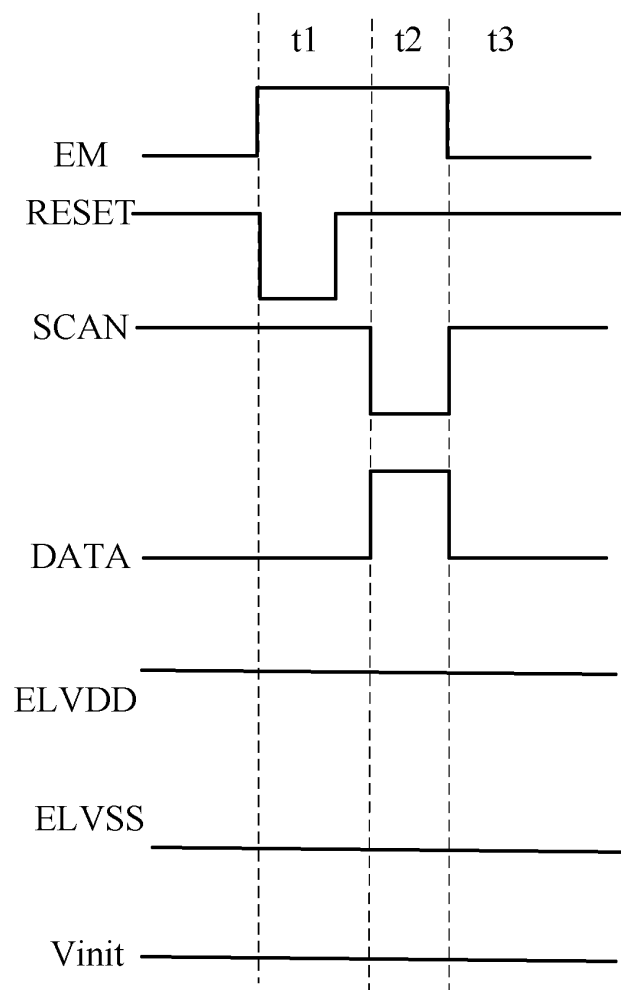 t1 t2 t3
EM
RESET
SCAN
DATA
ELVDD
ELVSS
Vinit